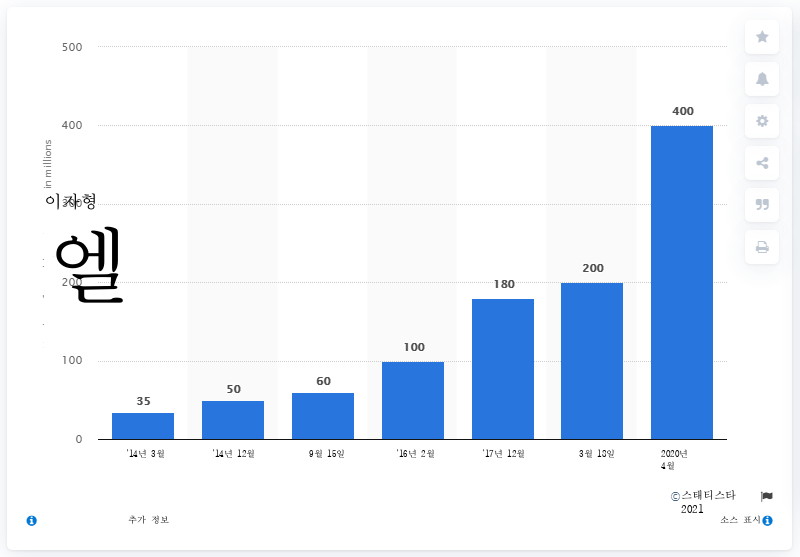 500
400
in millions
이자형
300
엘
200
100
0
35
50
60
100
180
200
400
'14년 3월
'14년 12월
9월 15일
'16년 2월
'17년 12월
3월 18일
2020년
4월
©스태티스타
2021
추가 정보
소스 표시